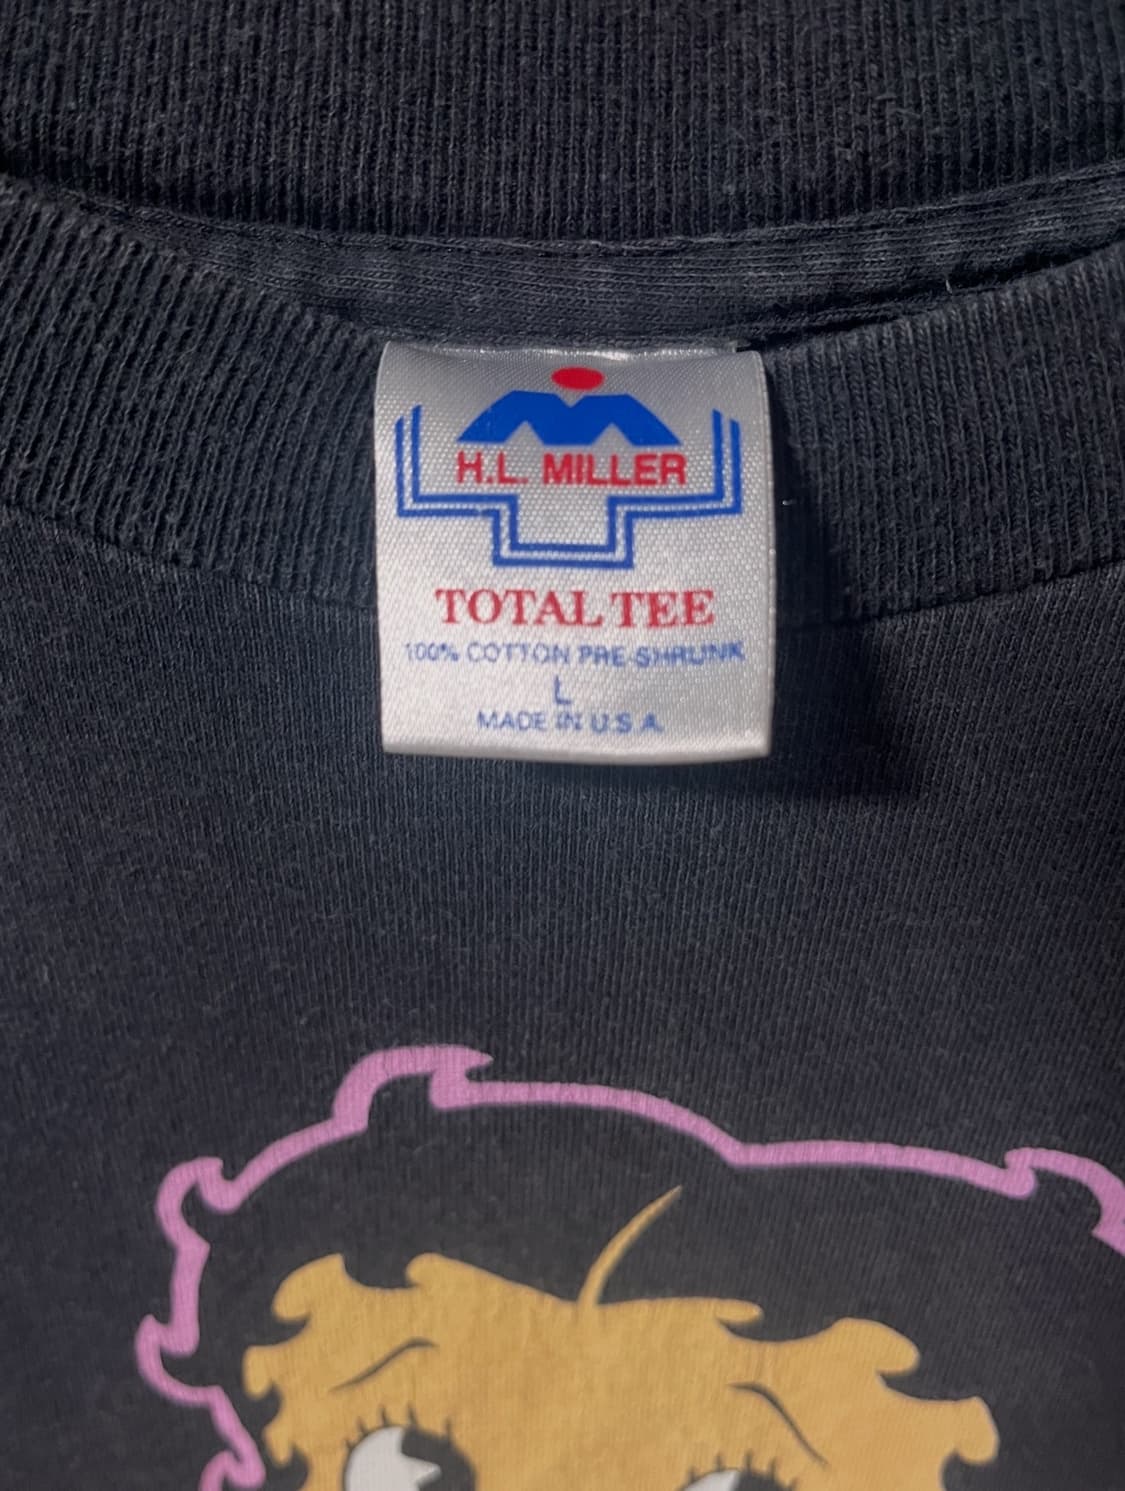 H.L. MILLER
TOTAL TEE
100% COTTON PRE-SHRUNK
L
MADE IN U.S.A.